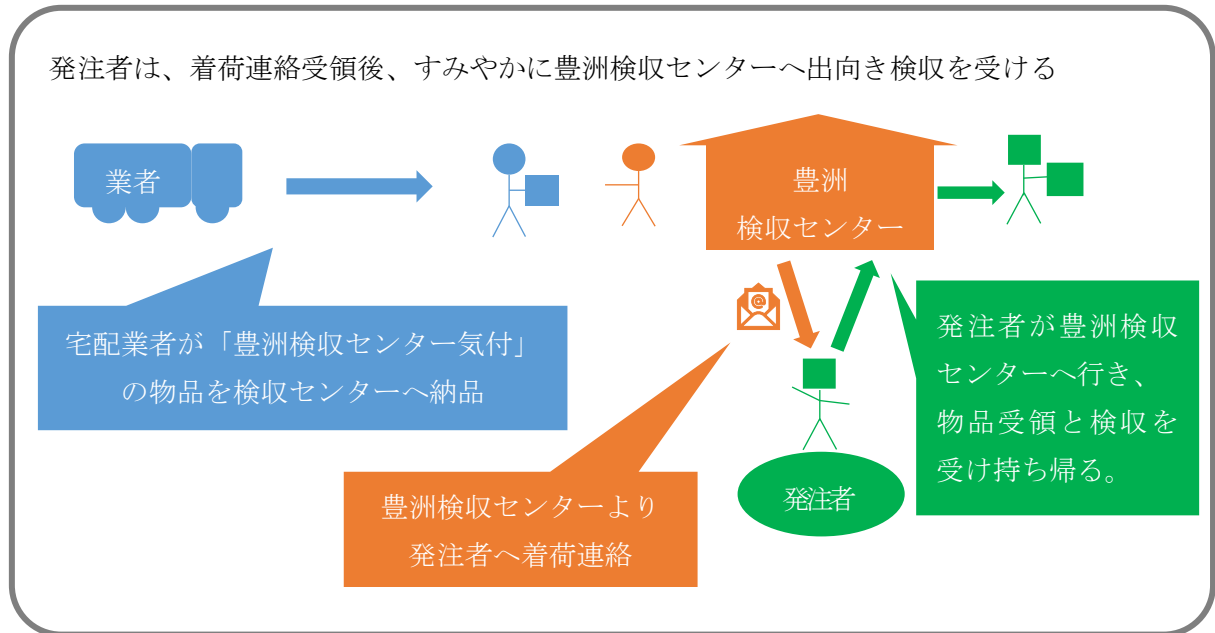 発注者は、着荷連絡受領後、すみやかに豊洲検収センターへ出向き検収を受ける
業者
豊洲
検収センター
@
宅配業者が「豊洲検収センター気付」
の物品を検収センターへ納品
発注者が豊洲検収
センターへ行き、
物品受領と検収を
受け持ち帰る。
豊洲検収センターより
発注者へ着荷連絡
発注者